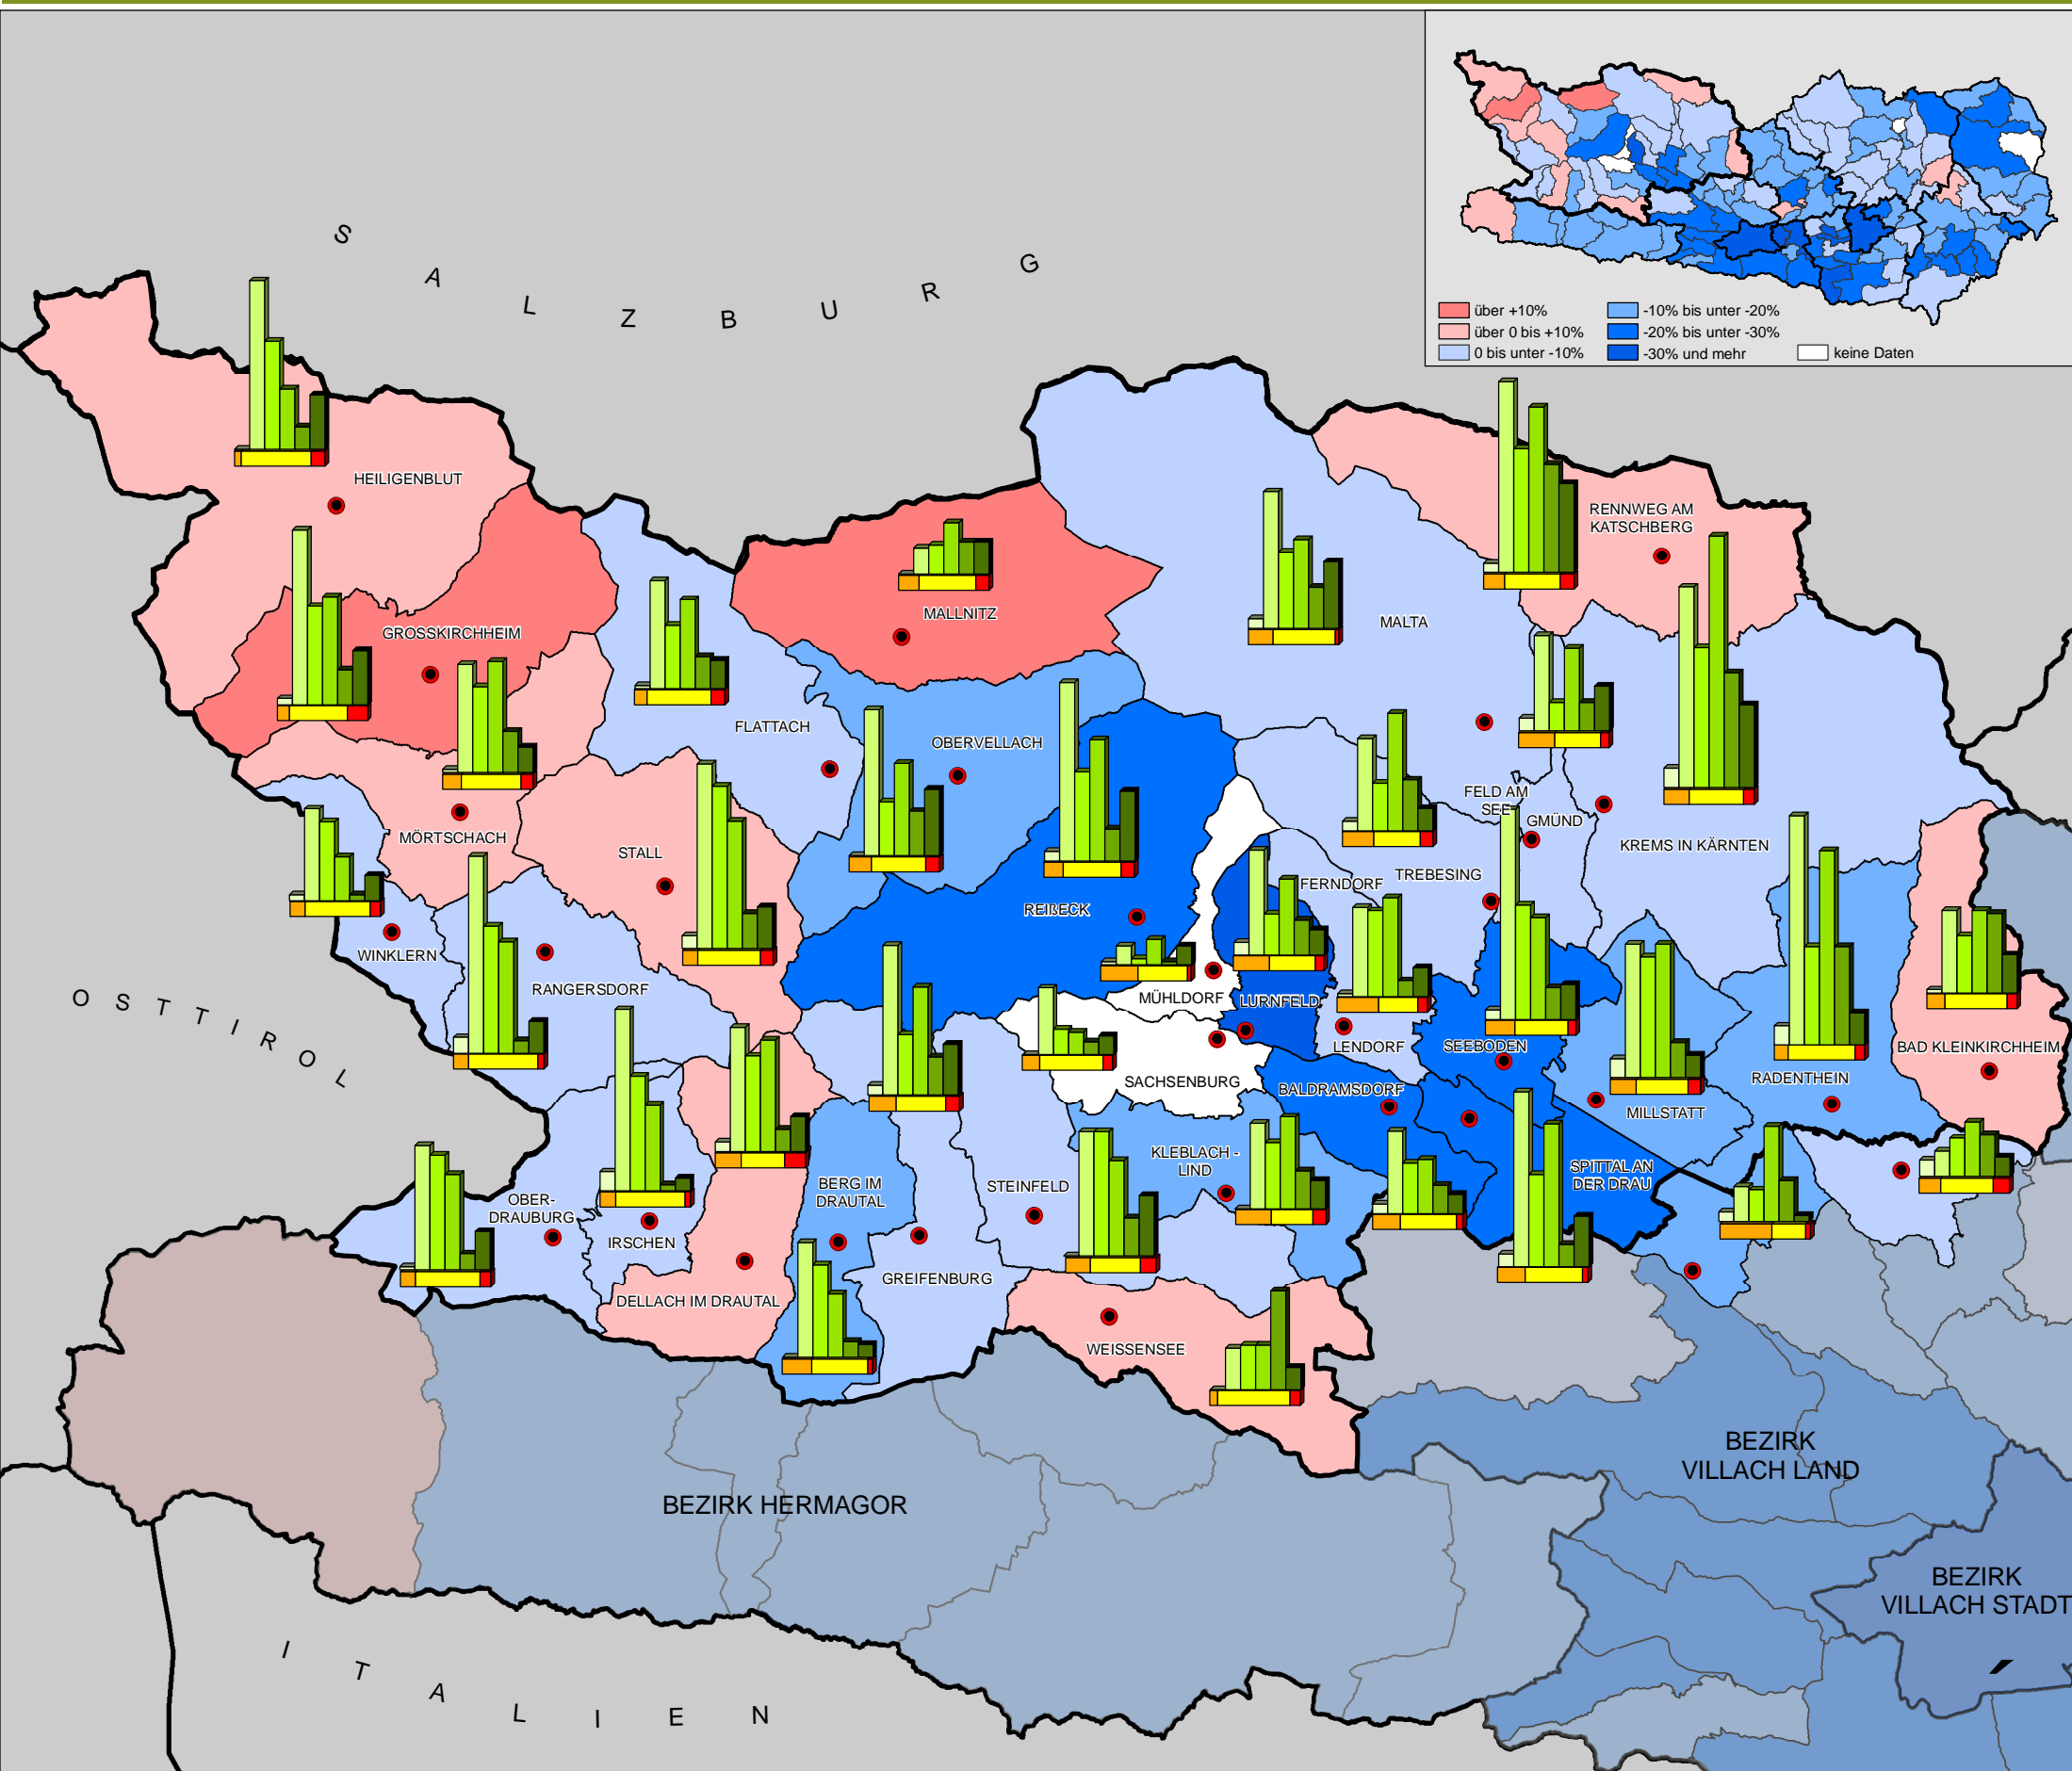 SALZBURG
über +10%
über 0 bis +10%
0 bis unter -10%
-10% bis unter -20%
-20% bis unter -30%
-30% und mehr
keine Daten
HEILIGENBLUT
RENNWEG AM
KATSCHBERG
MALLNITZ
MALTA
GROSSKIRCHHEIM
FLATTACH
OBERVELLACH
FELD AM
SEE
GMÜND
MÖRTSCHACH
KREMS IN KÄRNTEN
STALL
TREBESING
FERNDORF
REIßECK
WINKLERN
RANGERSDORF
OSTTIROL
MÜHLDORF
LURNFELD
LENDORF
SEEBODEN
BAD KLEINKIRCHHEIM
SACHSENBURG
BALDRAMSDORF
RADENTHEIN
MILLSTATT
KLEBLACH -
LIND
SPITTAL AN
DER DRAU
BERG IM
DRAUTAL
STEINFELD
OBER-
DRAUBURG
IRSCHEN
GREIFENBURG
DELLACH IM DRAUTAL
WEISSENSEE
BEZIRK
VILLACH LAND
BEZIRK HERMAGOR
BEZIRK
VILLACH STADT
ITALIEN